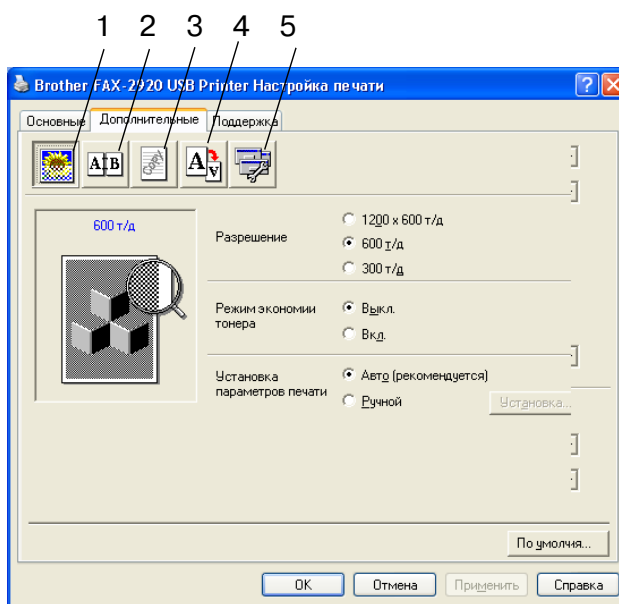 1 2 3 4 5
Brother FAX-2920 USB Printer Настройка печати
Основные Дополнительные Поддержка
A B copy A A
600 т/д
Разрешение
1200 x 600 т/д
600 т/д
300 т/д
Режим экономии
тонера
Выкл.
Вкл.
Установка
параметров печати
Авто (рекомендуется)
Ручной
Установка...
По умолчия...
OK Отмена Применить Справка